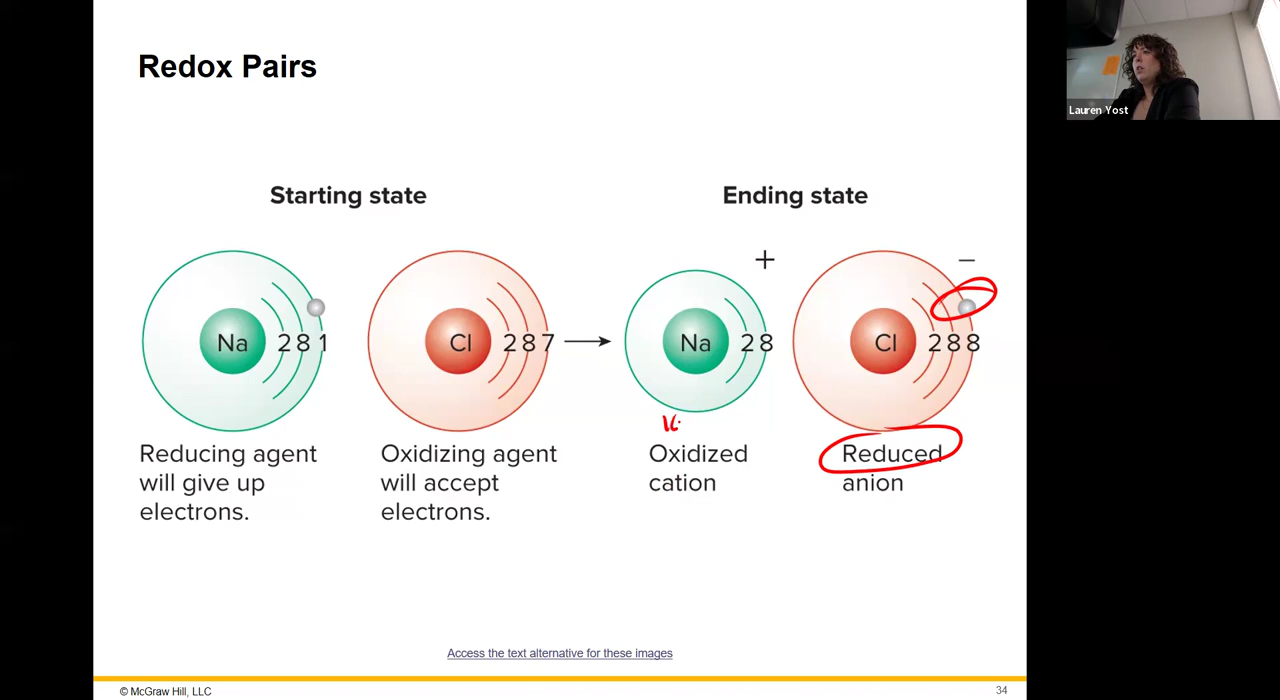 Redox Pairs
Lauren Yost
Starting state
Ending state
+
−
Na 2 8 1
Cl 2 8 7
Na 2 8
Cl 2 8 8
Reducing agent
will give up
electrons.
Oxidizing agent
will accept
electrons.
Oxidized
cation
Reduced
anion
Access the text alternative for these images
© McGraw Hill, LLC
34